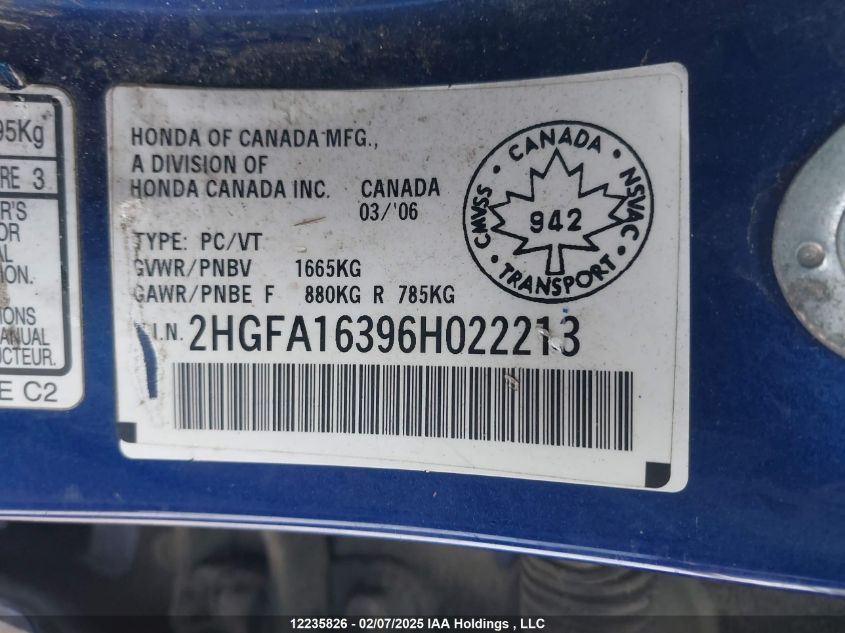 95Kg
RE 3
R'S
OR
AL
ION.
IONS
ANUAL
CTEUR.
E C2
HONDA OF CANADA MFG.,
A DIVISION OF
HONDA CANADA INC. CANADA
03/'06
TYPE: PC/VT
GVWR/PNBV 1665KG
GAWR/PNBE F 880KG R 785KG
V.I.N. 2HGFA16396H022213
CANADA
CMVSS
NSVAC
942
TRANSPORT
12235826 - 02/07/2025 IAA Holdings , LLC